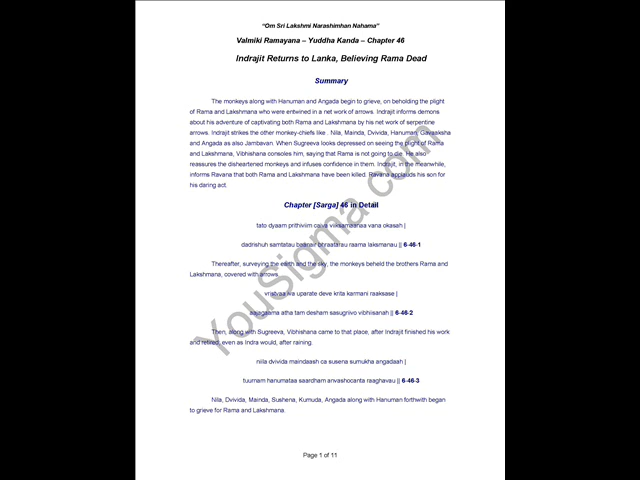 "Om Sri Lakshmi Narashimhan Nahama"
Valmiki Ramayana – Yuddha Kanda – Chapter 46
Indrajit Returns to Lanka, Believing Rama Dead
Summary
The monkeys along with Hanuman and Angada begin to grieve, on beholding the plight
of Rama and Lakshmana who were entwined in a net work of arrows. Indrajit informs demons
about his adventure of captivating both Rama and Lakshmana by his net work of serpentine
arrows. Indrajit strikes the other monkey-chiefs like . Nila, Mainda, Dvivida, Hanuman, Gavaaksha
and Angada as also Jambavan. When Sugreeva looks depressed on seeing the plight of Rama
and Lakshmana, Vibhishana consoles him, saying that Rama is not going to die. He also
reassures the disheartened monkeys and infuses confidence in them. Indrajit, in the meanwhile,
informs Ravana that both Rama and Lakshmana have been killed. Ravana applauds his son for
his daring act.
Chapter [Sarga] 46 in Detail
tato dyaam prithiviim caiva viiksamaanaa vana okasah |
dadrishuh samtatau baanair bhraatarau raama laksmanau || 6-46-1
Thereafter, surveying the earth and the sky, the monkeys beheld the brothers Rama and
Lakshmana, covered with arrows.
vristvaa iva uparate deve krita karmani raaksase |
aajagaama atha tam desham sasugriivo vibhiisanah || 6-46-2
Then, along with Sugreeva, Vibhishana came to that place, after Indrajit finished his work
and retired, even as Indra would, after raining.
niila dvivida maindaash ca susena sumukha angadaah |
tuurnam hanumataa saardham anvashocanta raaghavau || 6-46-3
Nila, Dvivida, Mainda, Sushena, Kumuda, Angada along with Hanuman forthwith began
to grieve for Rama and Lakshmana.
YouSigma.com
Page 1 of 11